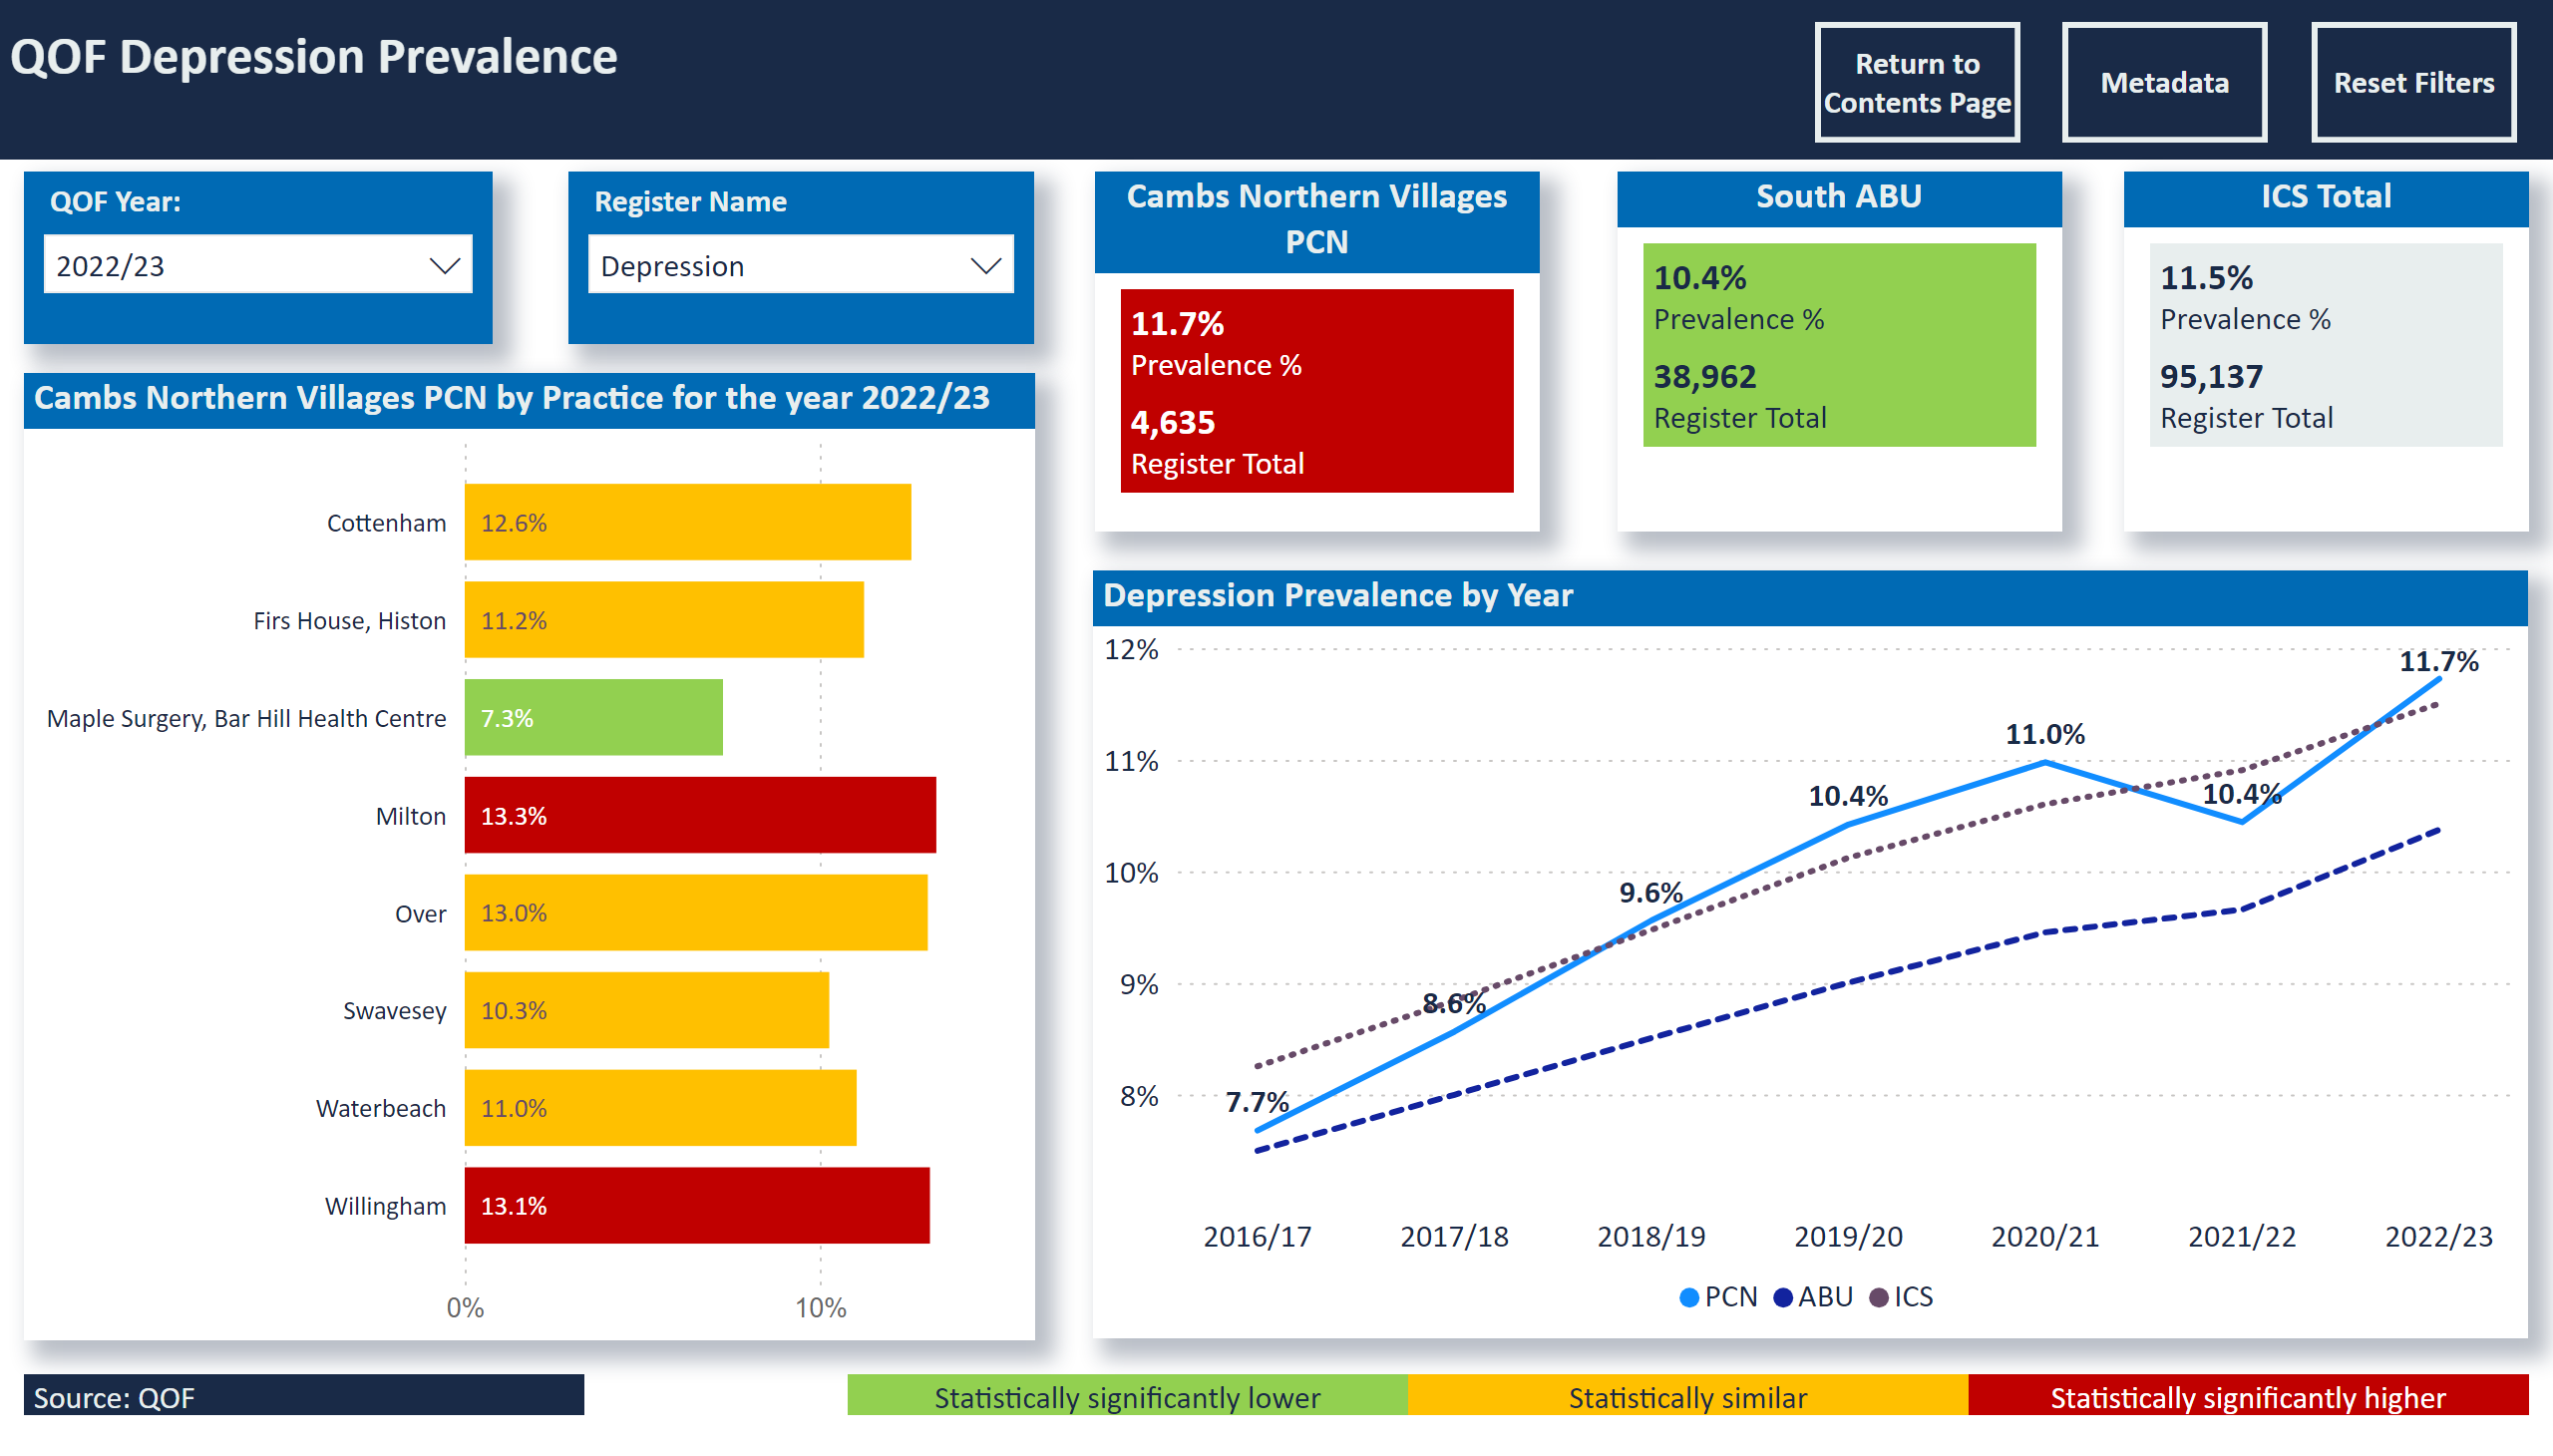 QOF Depression Prevalence
Return to
Contents Page
Metadata
Reset Filters
QOF Year:
2022/23
Register Name
Depression
Cambs Northern Villages
PCN
11.7%
Prevalence %
4,635
Register Total
South ABU
10.4%
Prevalence %
38,962
Register Total
ICS Total
11.5%
Prevalence %
95,137
Register Total
Cambs Northern Villages PCN by Practice for the year 2022/23
Cottenham 12.6%
Firs House, Histon 11.2%
Maple Surgery, Bar Hill Health Centre 7.3%
Milton 13.3%
Over 13.0%
Swavesey 10.3%
Waterbeach 11.0%
Willingham 13.1%
0% 10%
Depression Prevalence by Year
12%
11%
10%
9%
8%
7.7%
8.6%
9.6%
10.4%
11.0%
10.4%
11.7%
2016/17 2017/18 2018/19 2019/20 2020/21 2021/22 2022/23
PCN ABU ICS
Source: QOF
Statistically significantly lower
Statistically similar
Statistically significantly higher